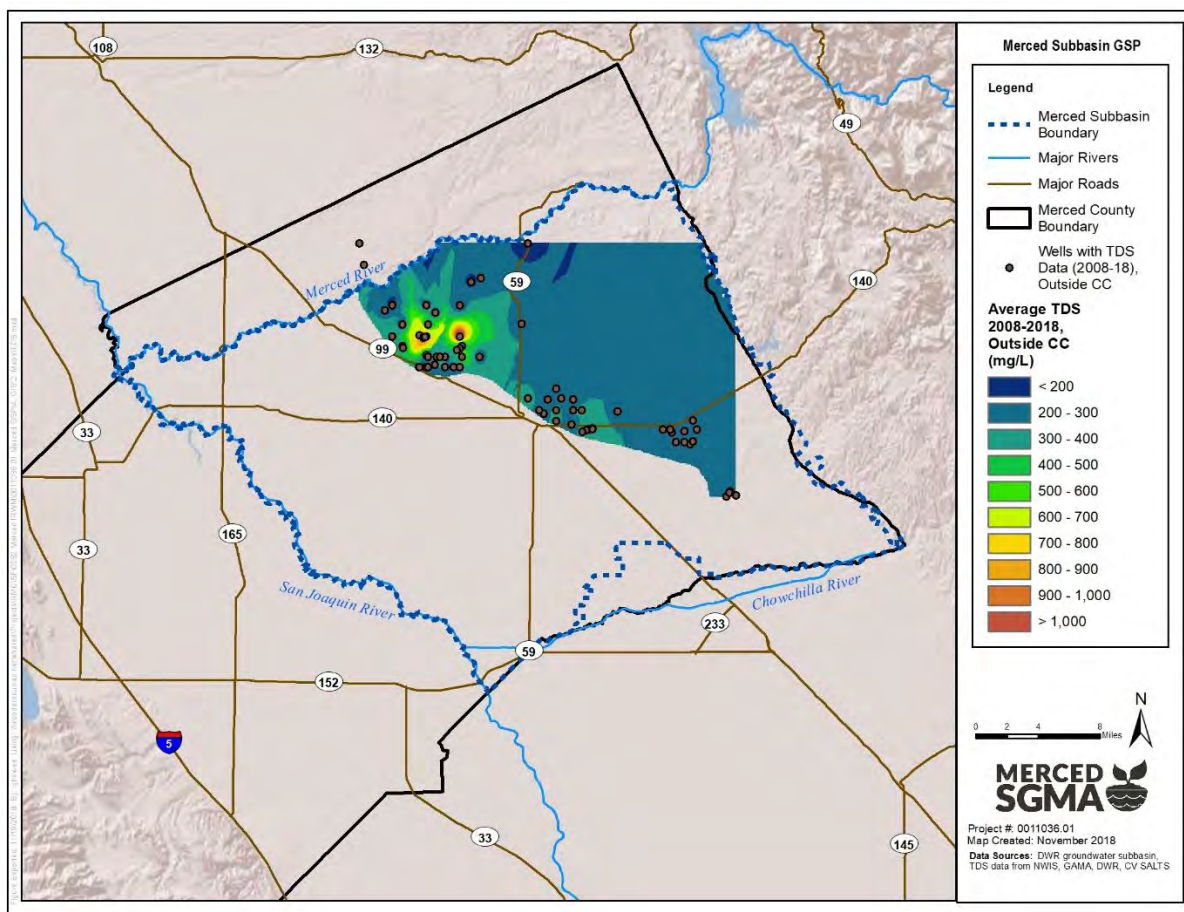 Merced Subbasin GSP
Legend
Merced Subbasin
Boundary
Major Rivers
Major Roads
Merced County
Boundary
Wells with TDS
Data (2008-18),
Outside CC
Average TDS
2008-2018,
Outside CC
(mg/L)
< 200
200 - 300
300 - 400
400 - 500
500 - 600
600 - 700
700 - 800
800 - 900
900 - 1,000
> 1,000
N
0 2 4 8
Miles
MERCED
SGMA
Project #: 0011036.01
Map Created: November 2018
Data Sources: DWR groundwater subbasin,
TDS data from NWIS, GAMA, DWR, CV SALTS
108
132
49
Merced River
59
140
99
140
33
165
33
San Joaquin River
Chowchilla River
233
59
152
5
33
145